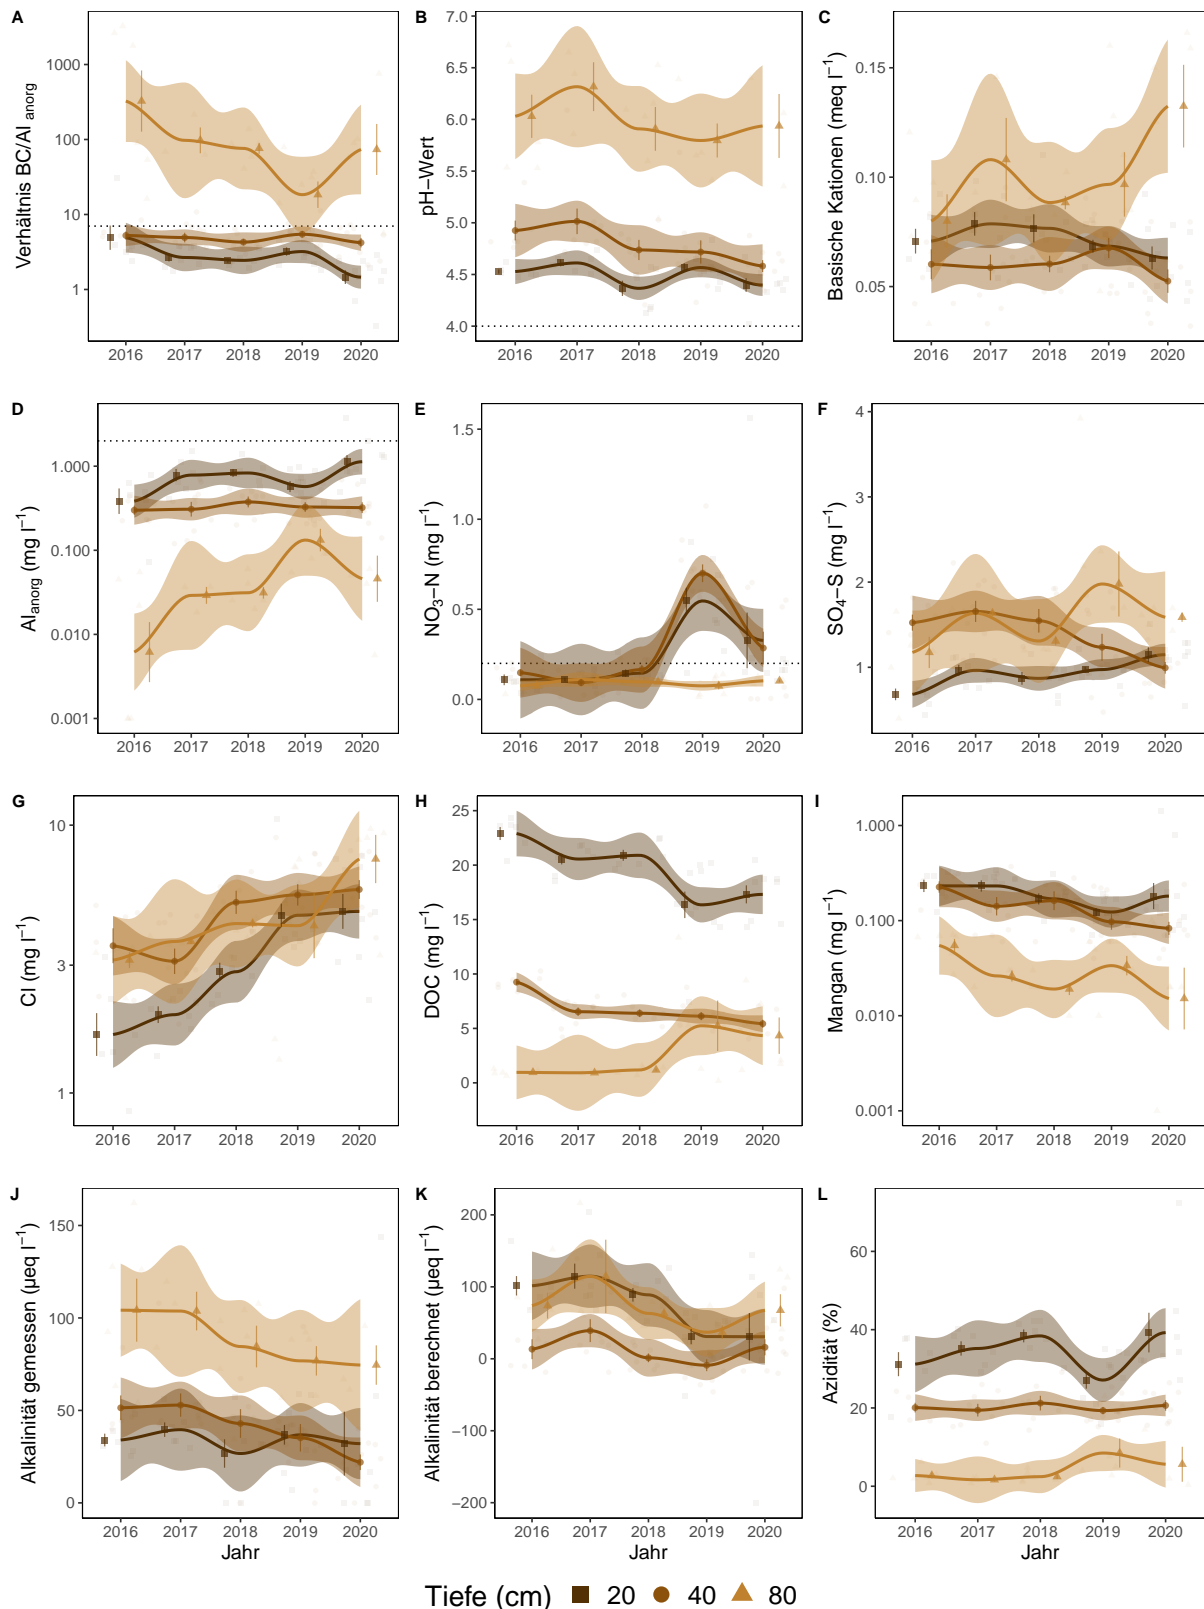 A
Verhältnis BC/Al anorg
1000
100
10
1
2016 2017 2018 2019 2020
B
pH−Wert
7.0
6.5
6.0
5.5
5.0
4.5
4.0
2016 2017 2018 2019 2020
C
Basische Kationen (meq l−1)
0.15
0.10
0.05
2016 2017 2018 2019 2020
D
Alanorg (mg l−1)
1.000
0.100
0.010
0.001
2016 2017 2018 2019 2020
E
NO3−N (mg l−1)
1.5
1.0
0.5
0.0
2016 2017 2018 2019 2020
F
SO4−S (mg l−1)
4
3
2
1
2016 2017 2018 2019 2020
G
Cl (mg l−1)
10
3
1
2016 2017 2018 2019 2020
H
DOC (mg l−1)
25
20
15
10
5
0
2016 2017 2018 2019 2020
I
Mangan (mg l−1)
1.000
0.100
0.010
0.001
2016 2017 2018 2019 2020
J
Alkalinität gemessen (µeq l−1)
150
100
50
0
2016 2017 2018 2019 2020
Jahr
K
Alkalinität berechnet (µeq l−1)
200
100
0
−100
−200
2016 2017 2018 2019 2020
Jahr
L
Azidität (%)
60
40
20
0
2016 2017 2018 2019 2020
Jahr
Tiefe (cm) 20 40 80